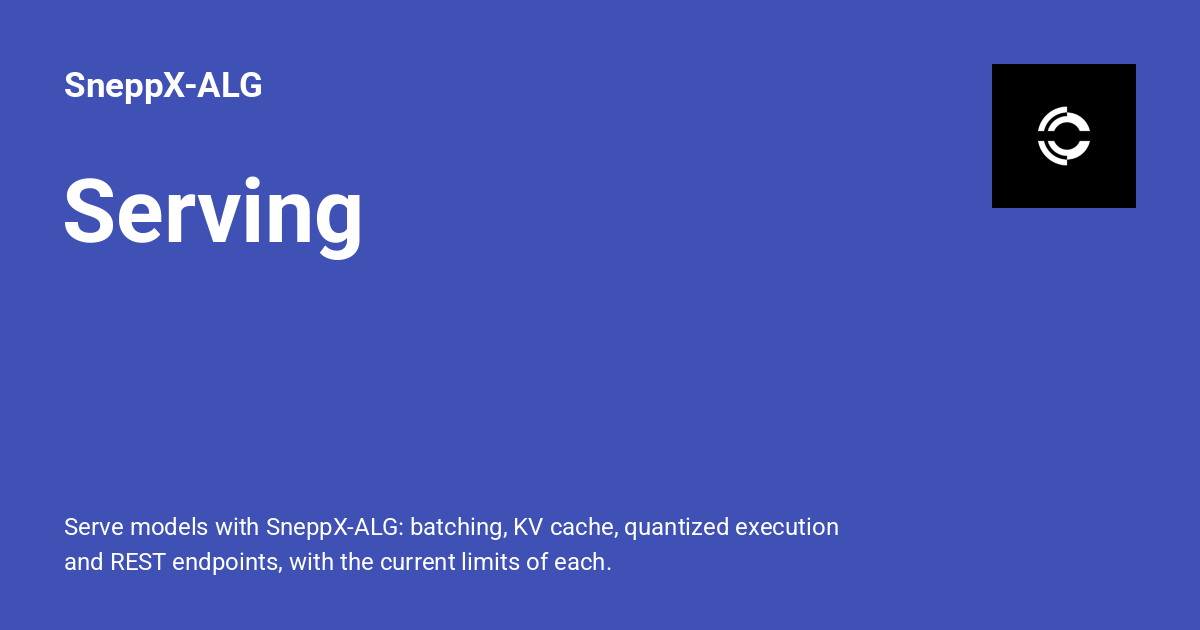 SneppX-ALG
Serving
Serve models with SneppX-ALG: batching, KV cache, quantized execution
and REST endpoints, with the current limits of each.